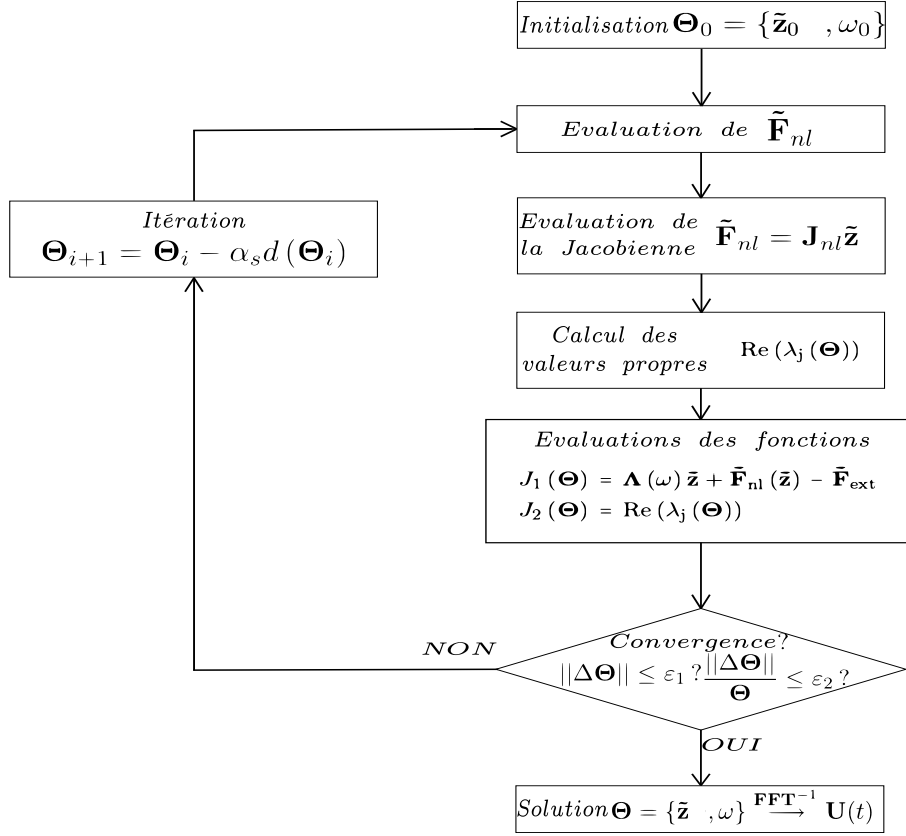 Initialisation Θ₀ = {z̃₀ , ω₀}
Evaluation de F̃ₙₗ
Itération
Θᵢ₊₁ = Θᵢ − αₛd (Θᵢ)
Evaluation de
la Jacobienne F̃ₙₗ = Jₙₗz̃
Calcul des
valeurs propres Re (λⱼ (Θ))
Evaluations des fonctions
J₁ (Θ) = Λ (ω) z̃ + F̃ₙₗ (z̃) − F̃ₑₓₜ
J₂ (Θ) = Re (λⱼ (Θ))
NON
Convergence?
||ΔΘ|| ≤ ε₁ ? ||ΔΘ|| / Θ ≤ ε₂ ?
OUI
Solution Θ = {z̃ , ω} FFT⁻¹ ⟶ U(t)